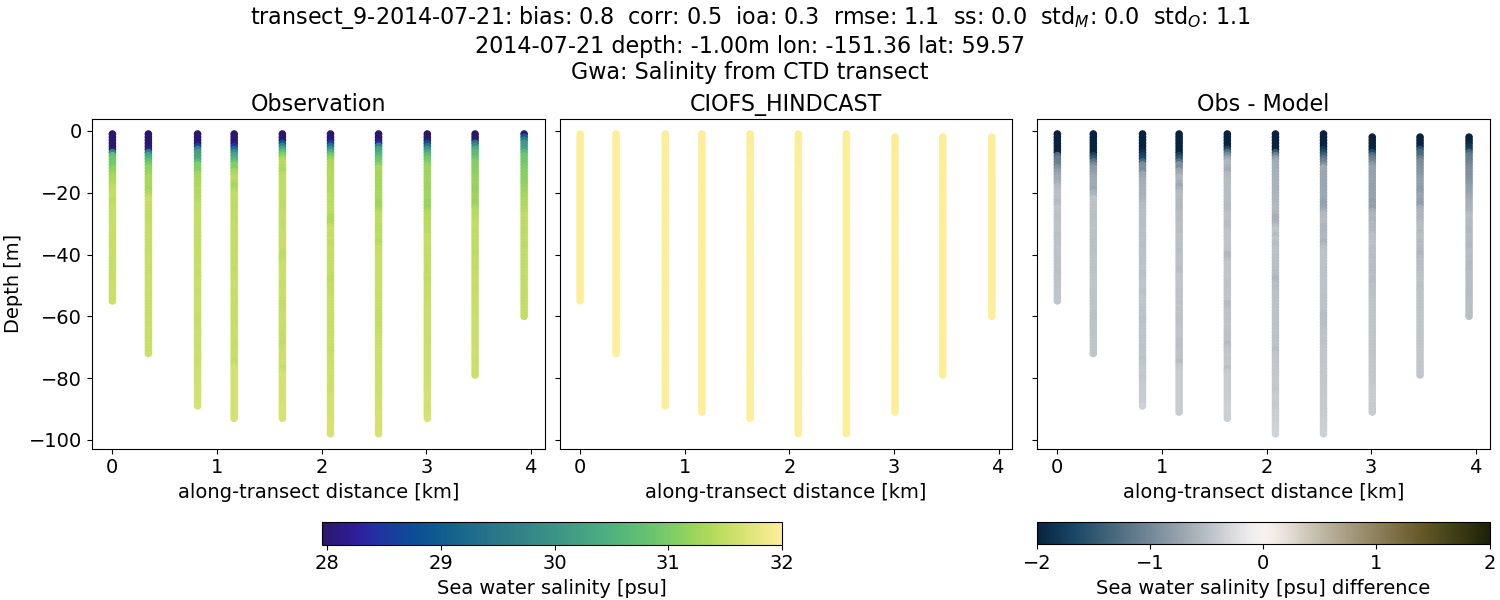 transect_9-2014-07-21: bias: 0.8 corr: 0.5 ioa: 0.3 rmse: 1.1 ss: 0.0 std_M: 0.0 std_O: 1.1
2014-07-21 depth: -1.00m lon: -151.36 lat: 59.57
Gwa: Salinity from CTD transect
Observation
CIOFS_HINDCAST
Obs - Model
Depth [m]
0
−20
−40
−60
−80
−100
0 1 2 3 4
0 1 2 3 4
0 1 2 3 4
along-transect distance [km]
along-transect distance [km]
along-transect distance [km]
28 29 30 31 32
Sea water salinity [psu]
−2 −1 0 1 2
Sea water salinity [psu] difference